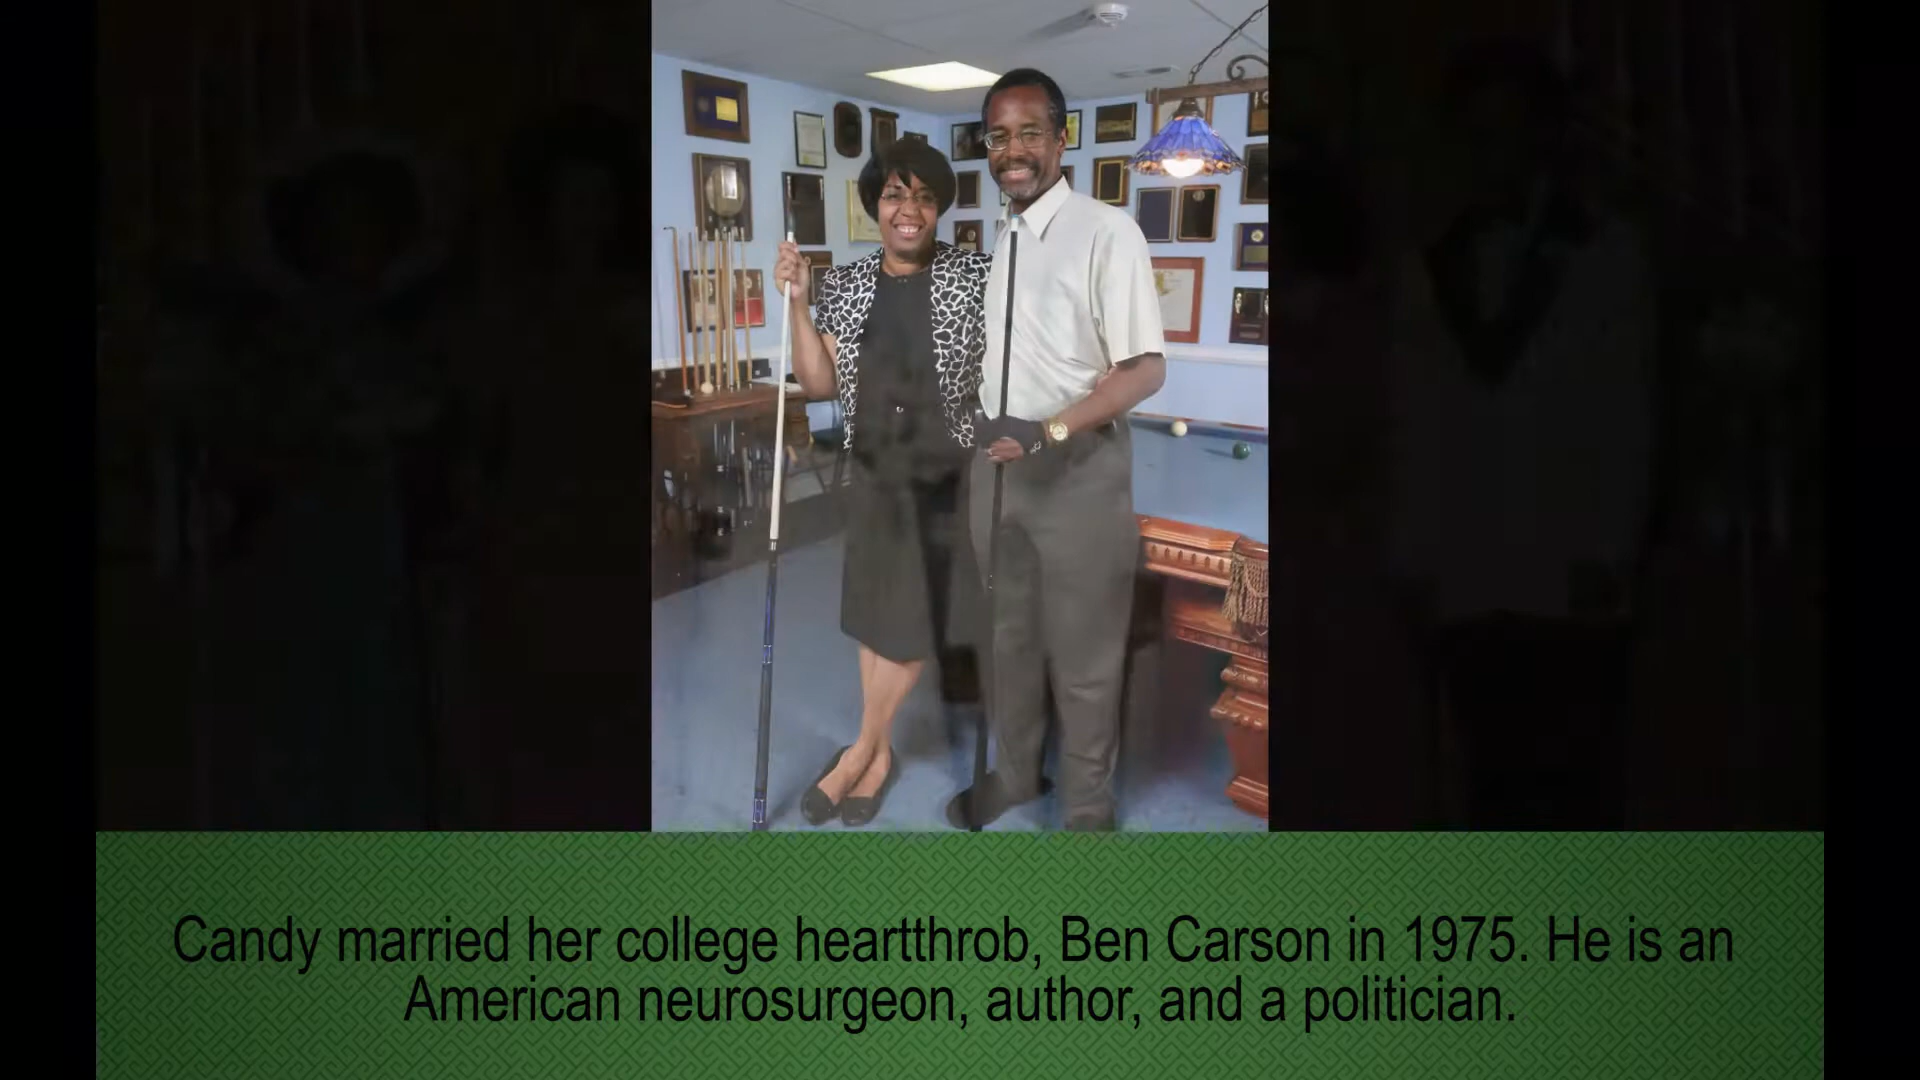 Candy married her college heartthrob, Ben Carson in 1975. He is an
American neurosurgeon, author, and a politician.